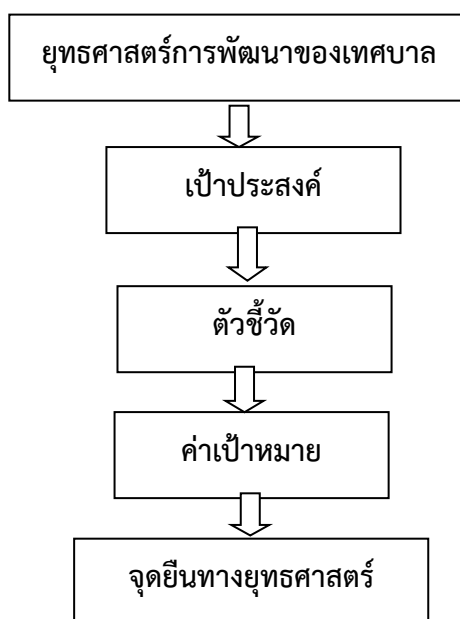 ยุทธศาสตร์การพัฒนาของเทศบาล
เป้าประสงค์
ตัวชี้วัด
ค่าเป้าหมาย
จุดยืนทางยุทธศาสตร์